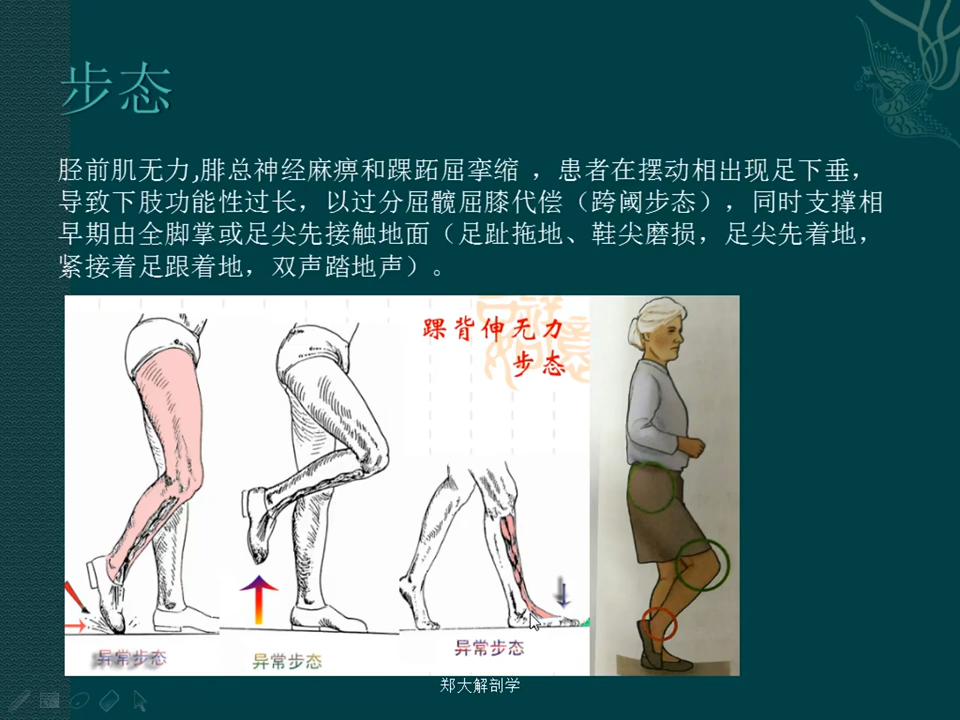 步态
胫前肌无力,腓总神经麻痹和踝跖屈挛缩 ，患者在摆动相出现足下垂，
导致下肢功能性过长，以过分屈髋屈膝代偿（跨阈步态），同时支撑相
早期由全脚掌或足尖先接触地面（足趾拖地、鞋尖磨损，足尖先着地，
紧接着足跟着地，双声踏地声）。
踝背伸无力
步态
异常步态
异常步态
异常步态
郑大解剖学